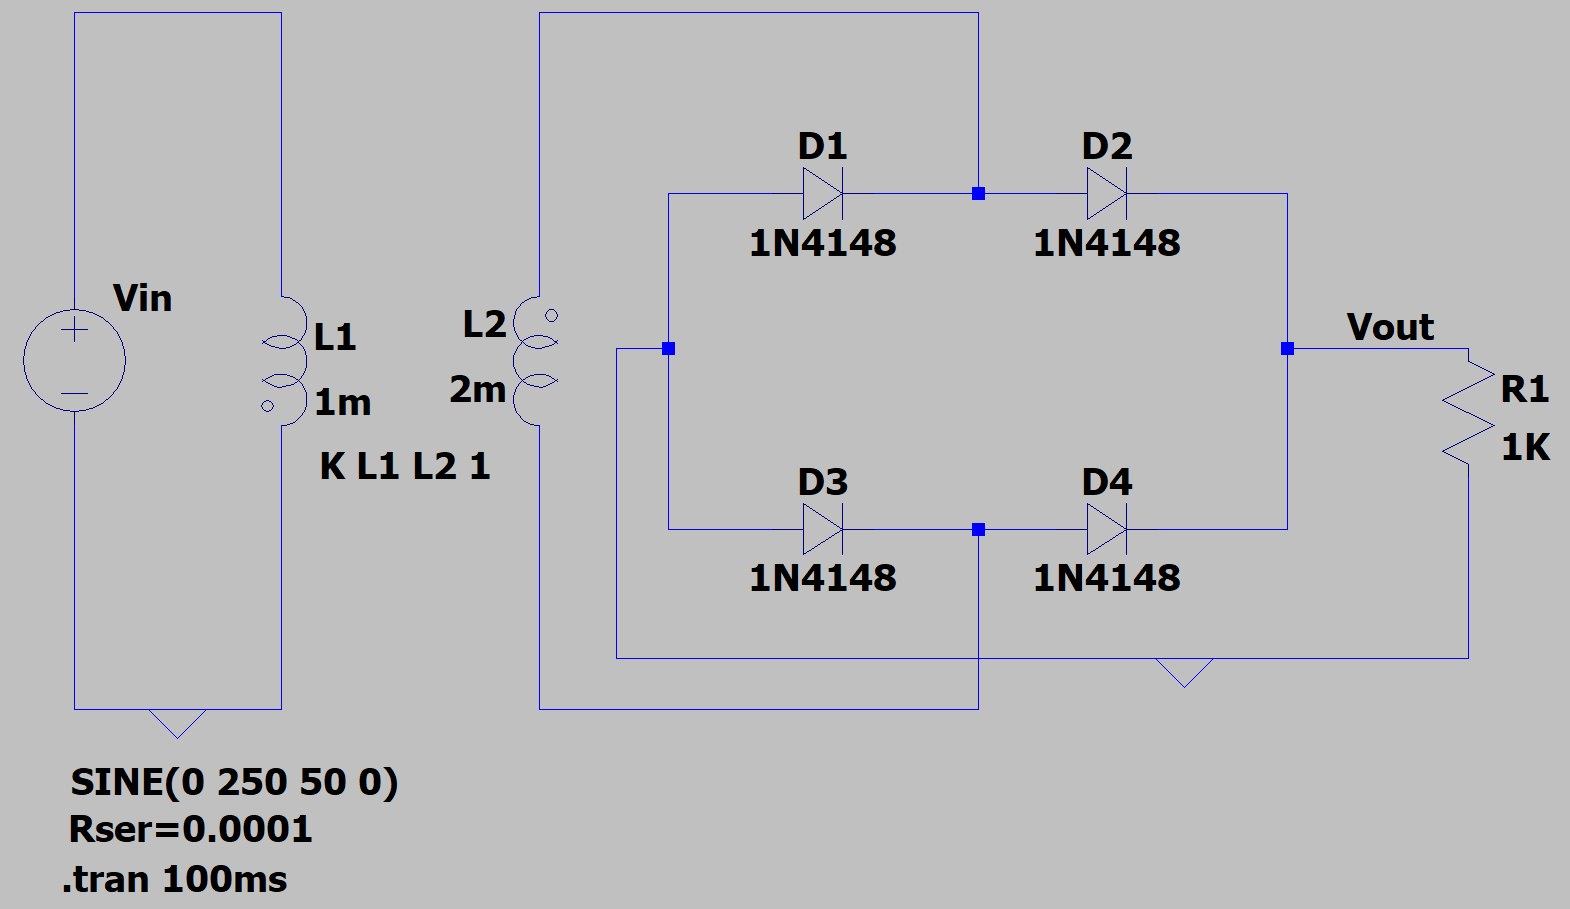 Vin
L1
1m
L2
2m
K L1 L2 1
D1
1N4148
D2
1N4148
D3
1N4148
D4
1N4148
Vout
R1
1K
SINE(0 250 50 0)
Rser=0.0001
.tran 100ms